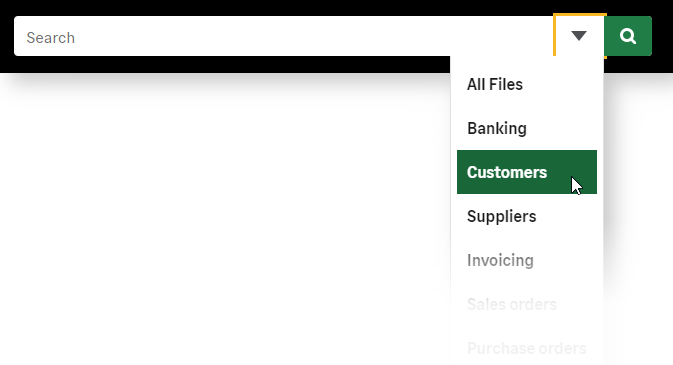 Search
All Files
Banking
Customers
Suppliers
Invoicing
Sales orders
Purchase orders